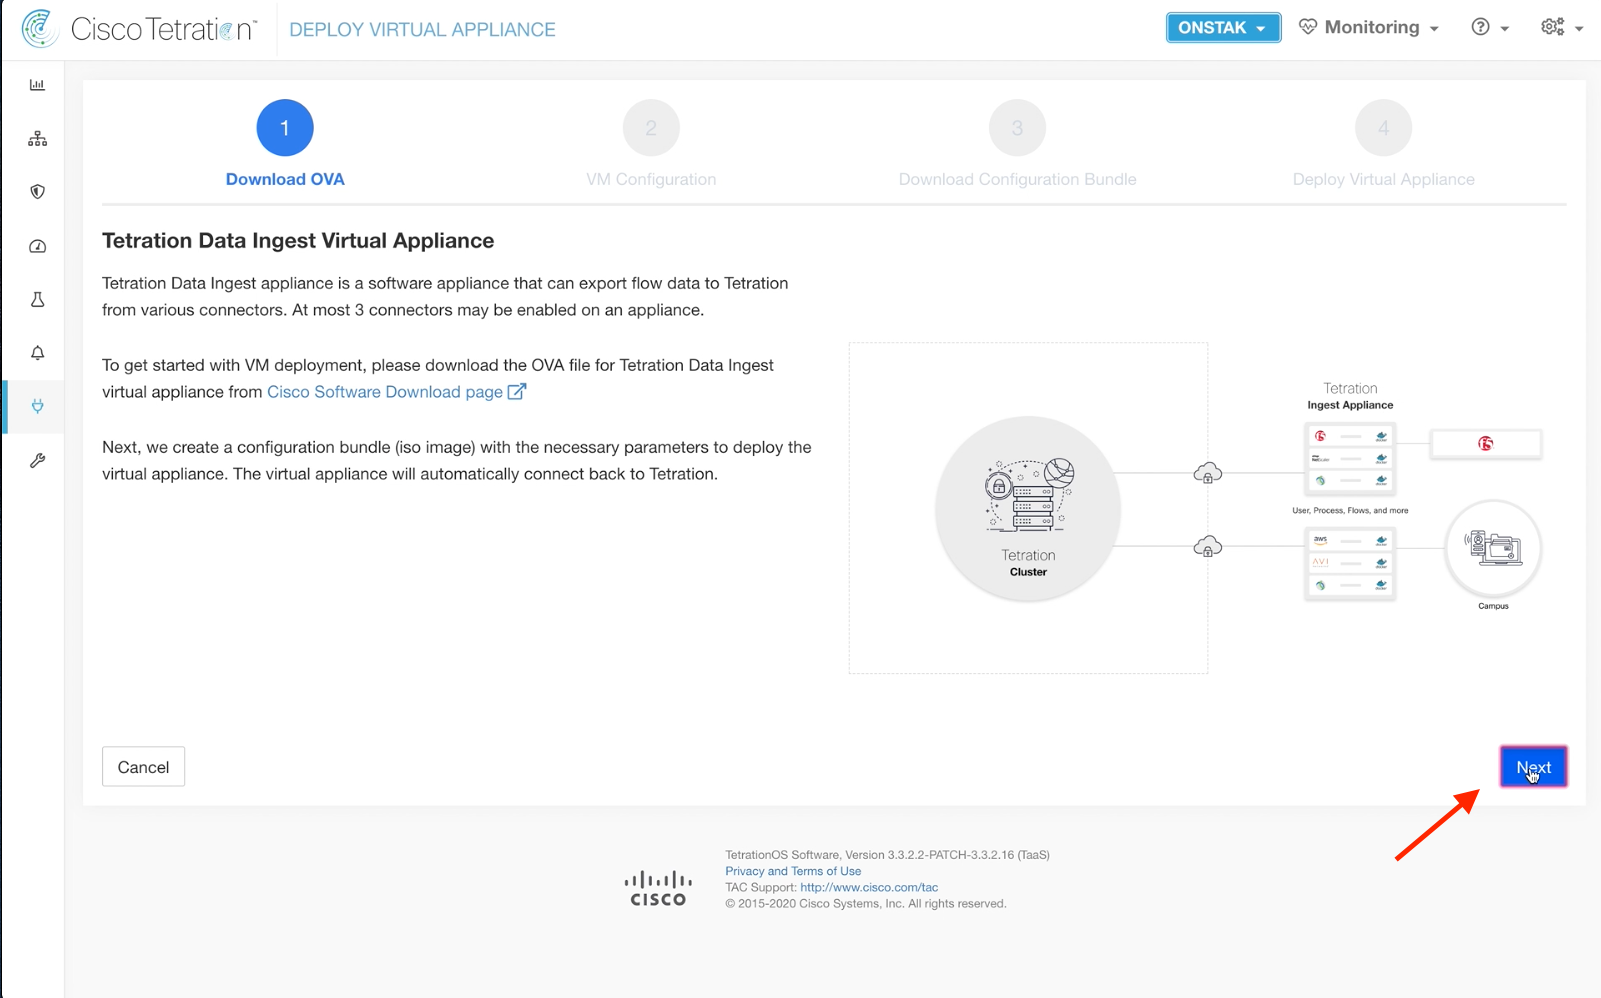 Cisco Tetration™
DEPLOY VIRTUAL APPLIANCE
ONSTAK
Monitoring
1
2
3
4
Download OVA
VM Configuration
Download Configuration Bundle
Deploy Virtual Appliance
Tetration Data Ingest Virtual Appliance
Tetration Data Ingest appliance is a software appliance that can export flow data to Tetration
from various connectors. At most 3 connectors may be enabled on an appliance.
To get started with VM deployment, please download the OVA file for Tetration Data Ingest
virtual appliance from Cisco Software Download page
Next, we create a configuration bundle (iso image) with the necessary parameters to deploy the
virtual appliance. The virtual appliance will automatically connect back to Tetration.
Tetration
Cluster
Tetration
Ingest Appliance
User, Process, Flows, and more
aws
AVI
Campus
Cancel
Next
CISCO
TetrationOS Software, Version 3.3.2.2-PATCH-3.3.2.16 (TaaS)
Privacy and Terms of Use
TAC Support: http://www.cisco.com/tac
© 2015-2020 Cisco Systems, Inc. All rights reserved.